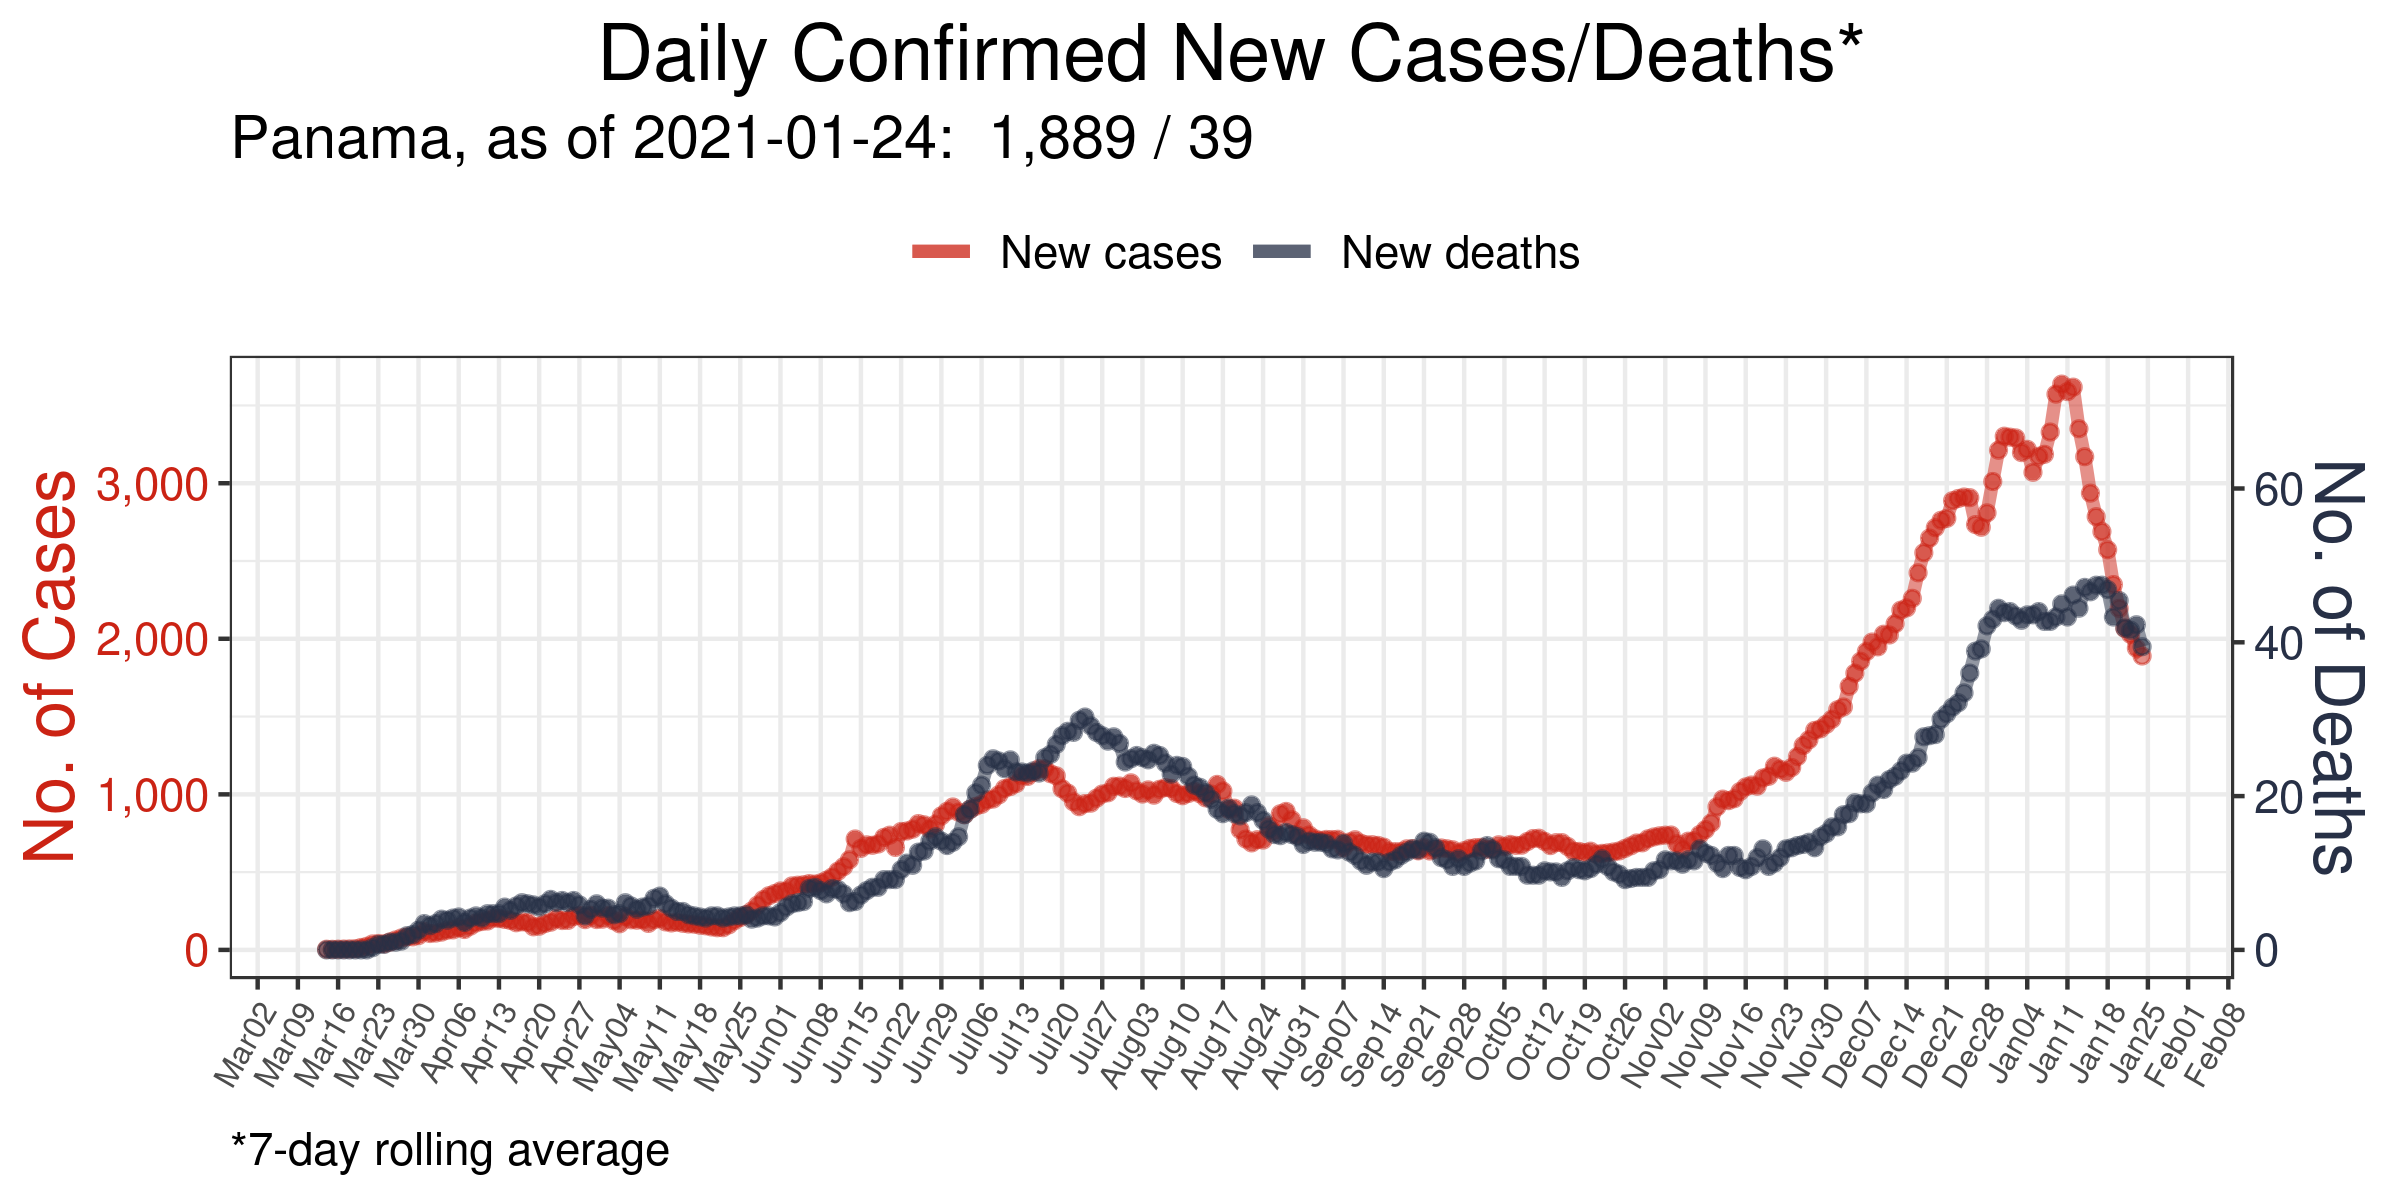 Daily Confirmed New Cases/Deaths*
Panama, as of 2021-01-24:  1,889 / 39
New cases
New deaths
No. of Cases
3,000
2,000
1,000
0
No. of Deaths
60
40
20
0
Mar02
Mar09
Mar16
Mar23
Mar30
Apr06
Apr13
Apr20
Apr27
May04
May11
May18
May25
Jun01
Jun08
Jun15
Jun22
Jun29
Jul06
Jul13
Jul20
Jul27
Aug03
Aug10
Aug17
Aug24
Aug31
Sep07
Sep14
Sep21
Sep28
Oct05
Oct12
Oct19
Oct26
Nov02
Nov09
Nov16
Nov23
Nov30
Dec07
Dec14
Dec21
Dec28
Jan04
Jan11
Jan18
Jan25
Feb01
Feb08
*7-day rolling average